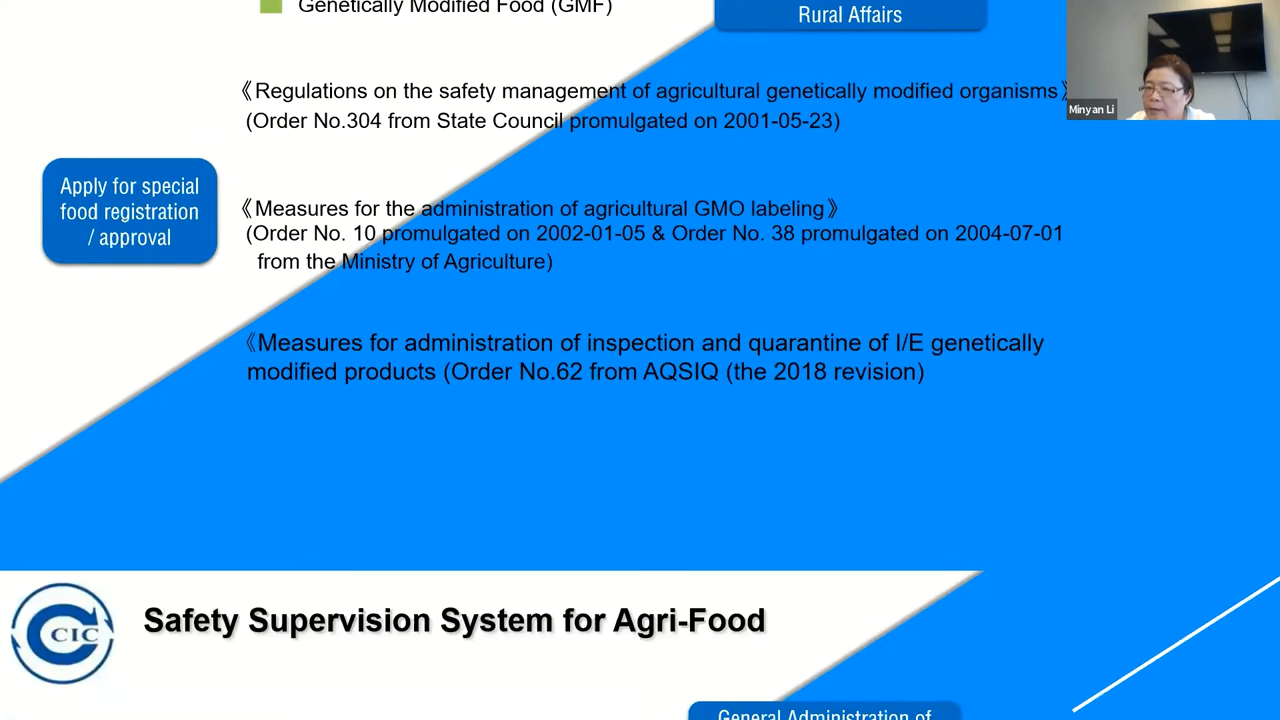 Genetically Modified Food (GMF)
Rural Affairs
《Regulations on the safety management of agricultural genetically modified organisms》
(Order No.304 from State Council promulgated on 2001-05-23)
Minyan Li
Apply for special
food registration
/ approval
《Measures for the administration of agricultural GMO labeling》
(Order No. 10 promulgated on 2002-01-05 & Order No. 38 promulgated on 2004-07-01
from the Ministry of Agriculture)
《Measures for administration of inspection and quarantine of I/E genetically
modified products (Order No.62 from AQSIQ (the 2018 revision)
CIC
Safety Supervision System for Agri-Food
General Administration of